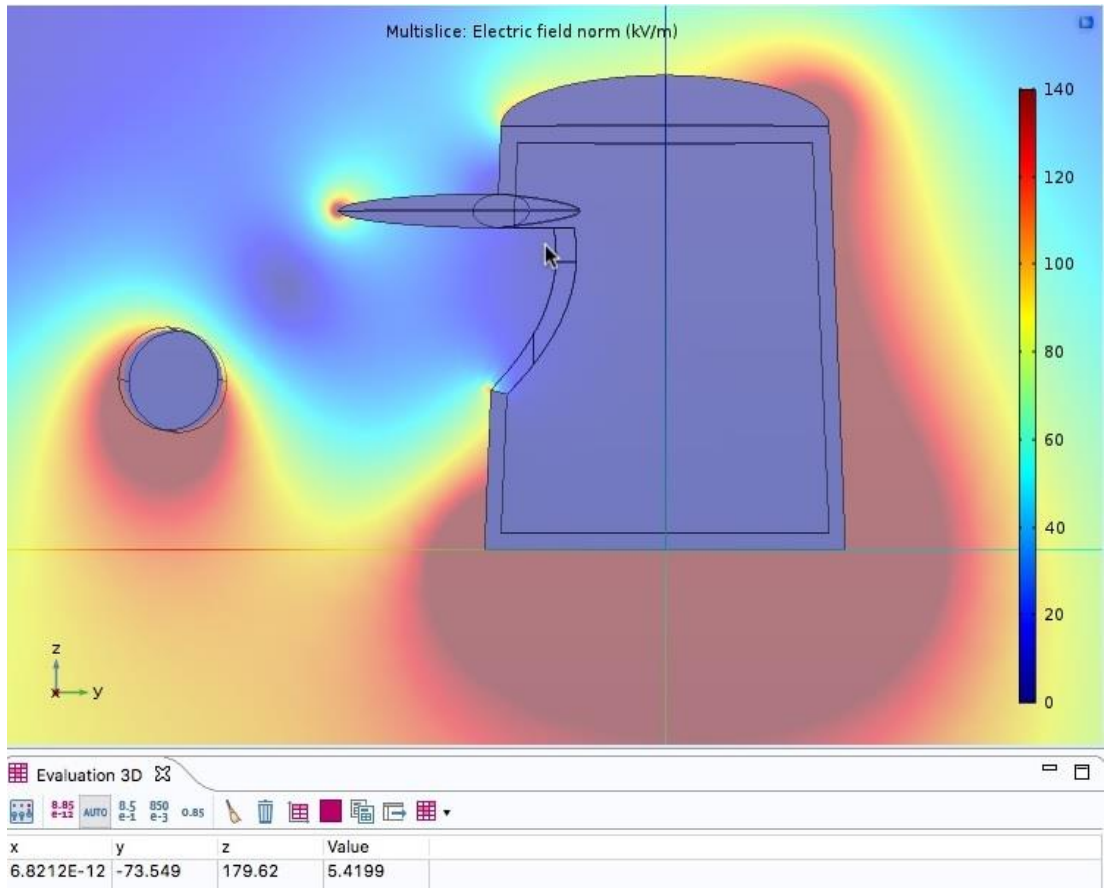 Multislice: Electric field norm (kV/m)
140
120
100
80
60
40
20
0
z
x y
Evaluation 3D
8.85 e-12 AUTO 8.5 e-1 850 e-3 0.85
x y z Value
6.8212E-12 -73.549 179.62 5.4199